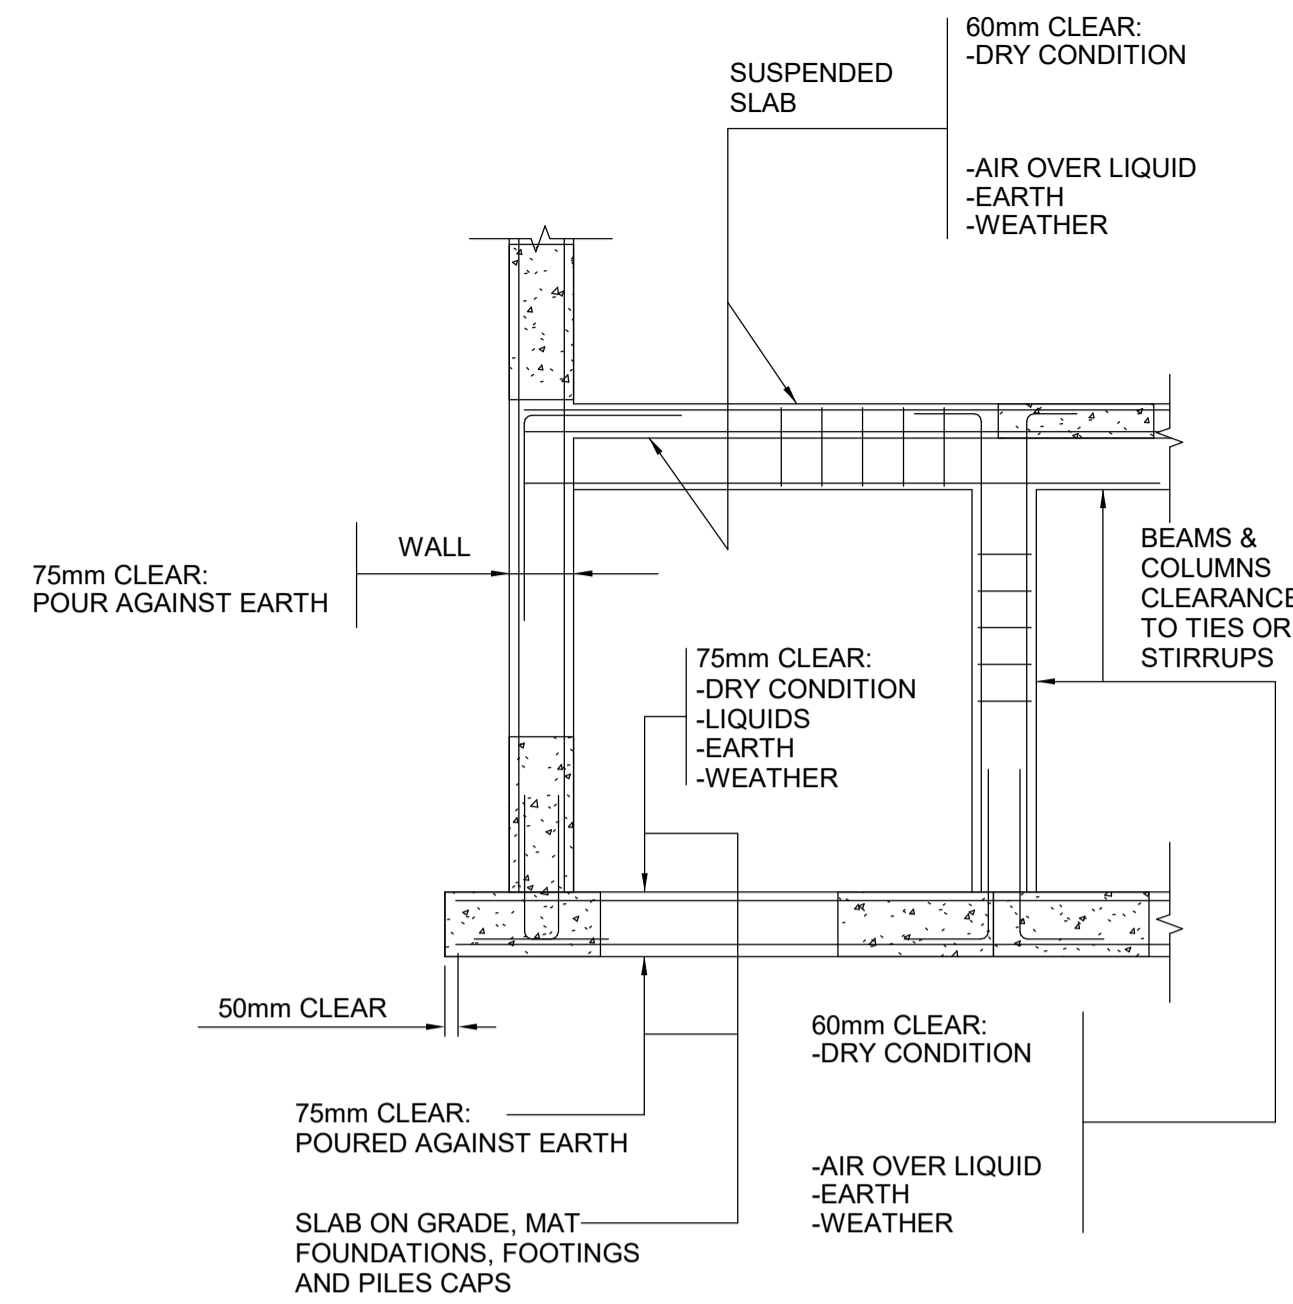 60mm CLEAR:
-DRY CONDITION
SUSPENDED
SLAB
-AIR OVER LIQUID
-EARTH
-WEATHER
WALL
75mm CLEAR:
POUR AGAINST EARTH
BEAMS &
COLUMNS
CLEARANCE
TO TIES OR
STIRRUPS
75mm CLEAR:
-DRY CONDITION
-LIQUIDS
-EARTH
-WEATHER
50mm CLEAR
60mm CLEAR:
-DRY CONDITION
75mm CLEAR:
POURED AGAINST EARTH
-AIR OVER LIQUID
-EARTH
-WEATHER
SLAB ON GRADE, MAT
FOUNDATIONS, FOOTINGS
AND PILES CAPS